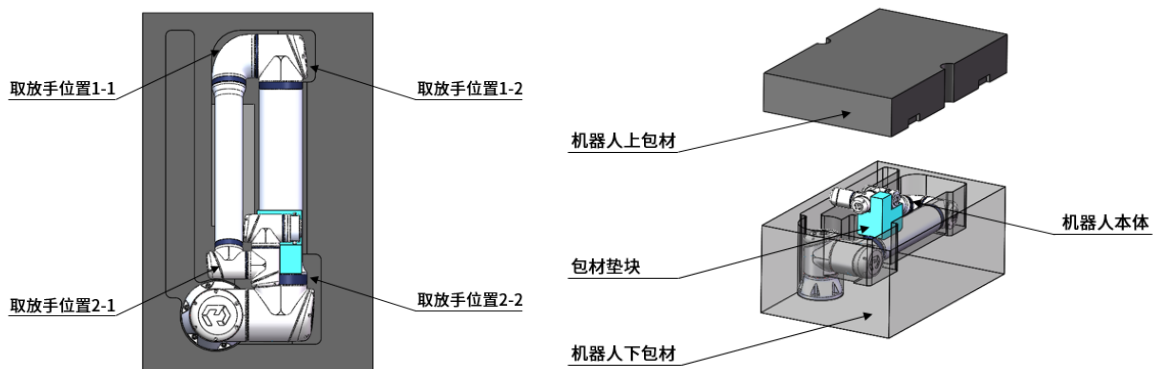 取放手位置1-1
取放手位置1-2
取放手位置2-1
取放手位置2-2
机器人上包材
机器人本体
包材垫块
机器人下包材